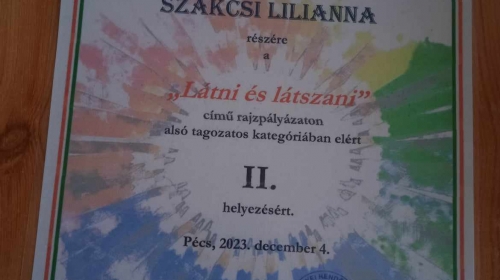 SZAKCSI LILIANNA
részére
a
„Látni és látszani”
című rajzpályázaton
alsó tagozatos kategóriában elért
II.
helyezésért.
Pécs, 2023. december 4.